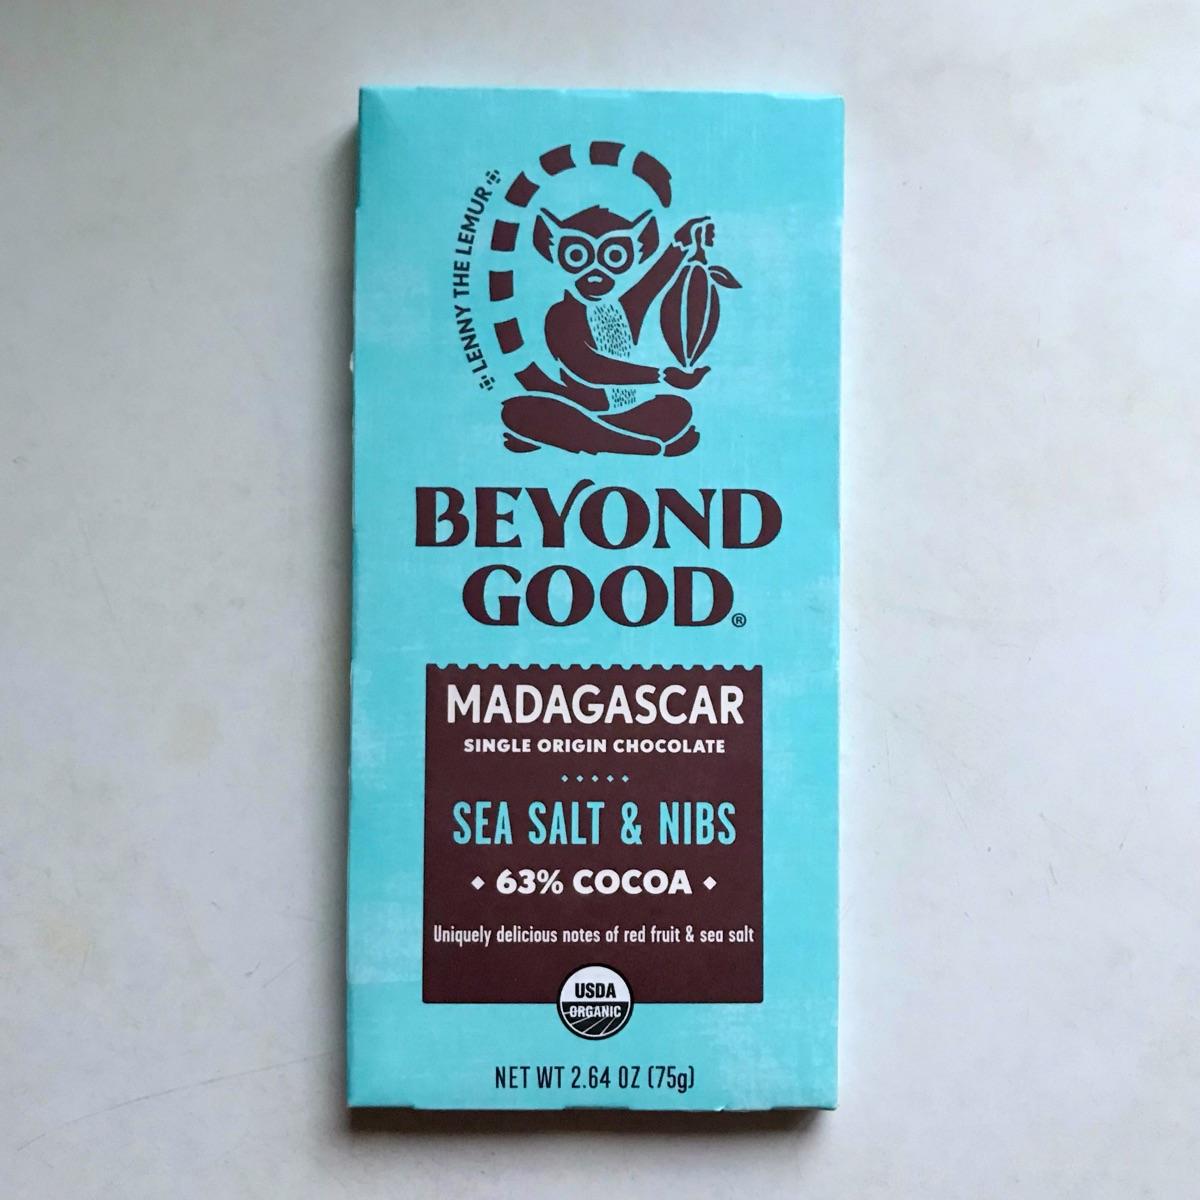 LENNY THE LEMUR
BEYOND
GOOD®
MADAGASCAR
SINGLE ORIGIN CHOCOLATE
SEA SALT & NIBS
63% COCOA
Uniquely delicious notes of red fruit & sea salt
USDA
ORGANIC
NET WT 2.64 OZ (75g)